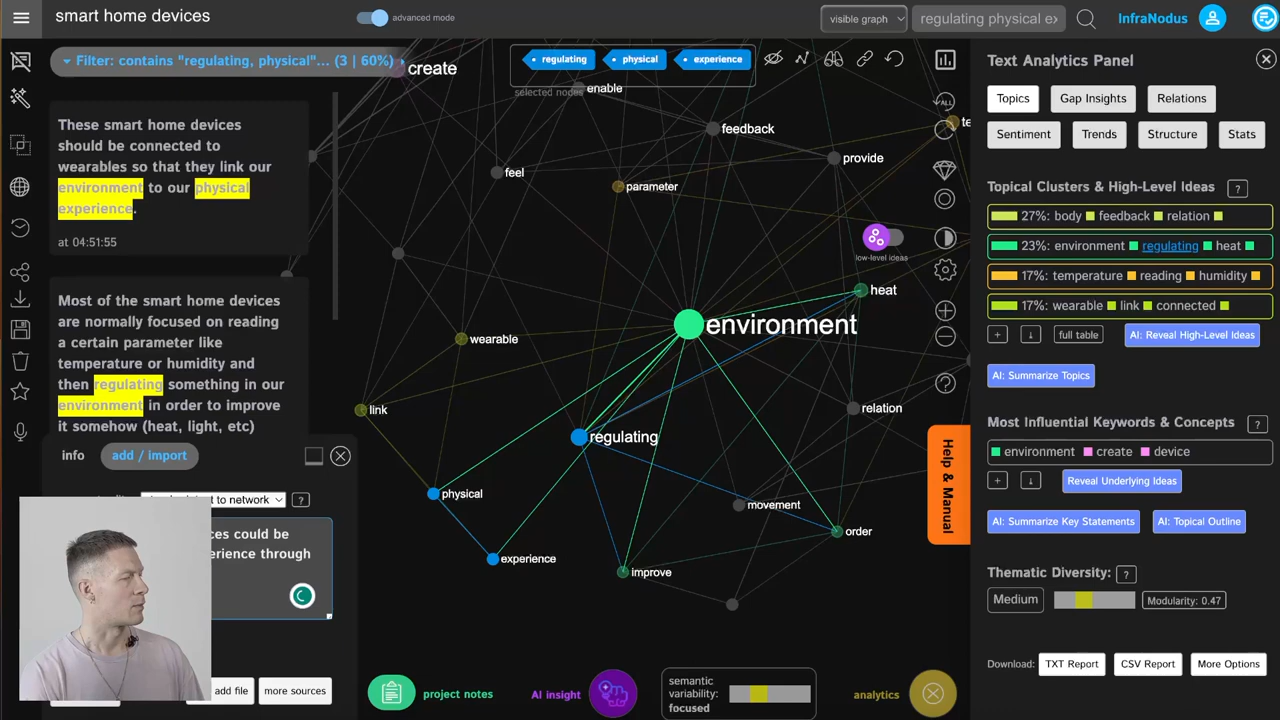 smart home devices
advanced mode
visible graph
regulating physical ex
InfraNodus
Filter: contains "regulating, physical"... (3 | 60%)
These smart home devices
should be connected to
wearables so that they link our
environment to our physical
experience.
at 04:51:55
Most of the smart home devices
are normally focused on reading
a certain parameter like
temperature or humidity and
then regulating something in our
environment in order to improve
it somehow (heat, light, etc)
info
add / import
to network
?
ces could be
erience through
add file
more sources
regulating
physical
experience
selected nodes
create
enable
feedback
provide
feel
parameter
ALL
low-level ideas
heat
environment
wearable
link
regulating
relation
physical
movement
order
experience
improve
Help & Manual
project notes
AI insight
semantic
variability:
focused
analytics
Text Analytics Panel
Topics
Gap Insights
Relations
Sentiment
Trends
Structure
Stats
Topical Clusters & High-Level Ideas
?
27%: body feedback relation
23%: environment regulating heat
17%: temperature reading humidity
17%: wearable link connected
+
↓
full table
AI: Reveal High-Level Ideas
AI: Summarize Topics
Most Influential Keywords & Concepts
?
environment create device
+
↓
Reveal Underlying Ideas
AI: Summarize Key Statements
AI: Topical Outline
Thematic Diversity:
?
Medium
Modularity: 0.47
Download:
TXT Report
CSV Report
More Options